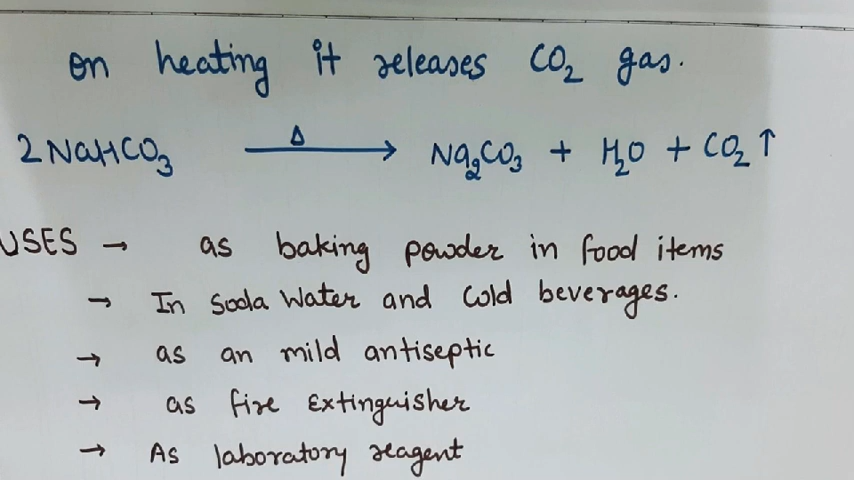 on heating it releases CO₂ gas.
2NaHCO₃ —Δ→ Na₂CO₃ + H₂O + CO₂ ↑
USES → as baking powder in food items
→ In soda water and cold beverages.
→ as an mild antiseptic
→ as fire extinguisher
→ As laboratory reagent